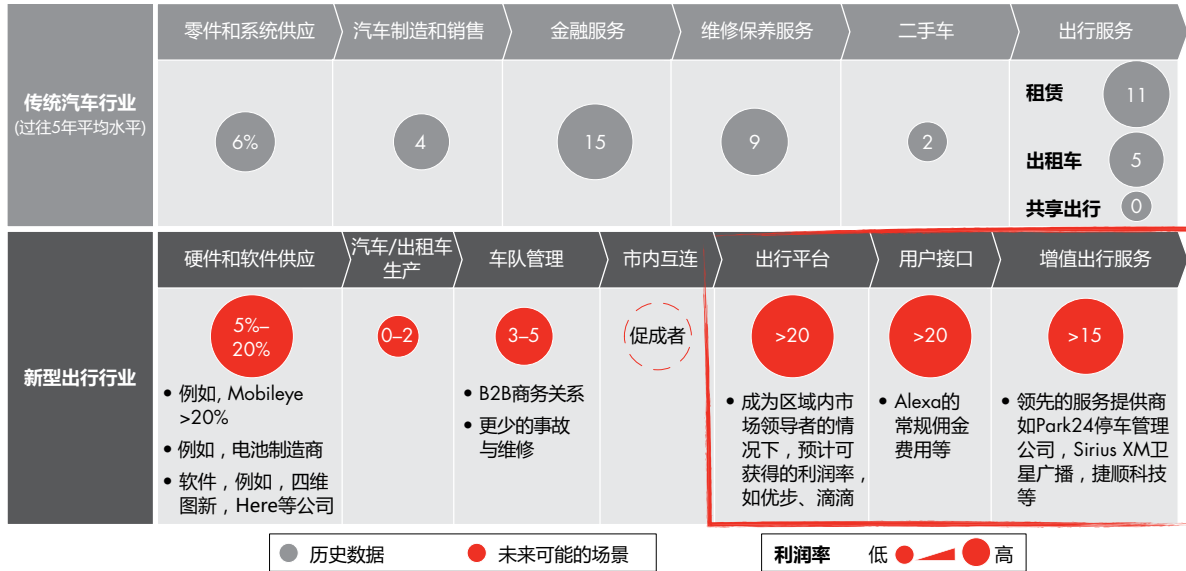 零件和系统供应
汽车制造和销售
金融服务
维修保养服务
二手车
出行服务
传统汽车行业
(过往5年平均水平)
6%
4
15
9
2
租赁
11
出租车
5
共享出行
0
硬件和软件供应
汽车/出租车
生产
车队管理
市内互连
出行平台
用户接口
增值出行服务
新型出行行业
5%–
20%
• 例如, Mobileye
>20%
• 例如，电池制造商
• 软件，例如，四维
图新，Here等公司
0–2
3–5
• B2B商务关系
• 更少的事故
与维修
促成者
>20
• 成为区域内市
场领导者的情
况下，预计可
获得的利润率，
如优步、滴滴
>20
• Alexa的
常规佣金
费用等
>15
• 领先的服务提供商
如Park24停车管理
公司，Sirius XM卫
星广播，捷顺科技
等
历史数据
未来可能的场景
利润率 低 高